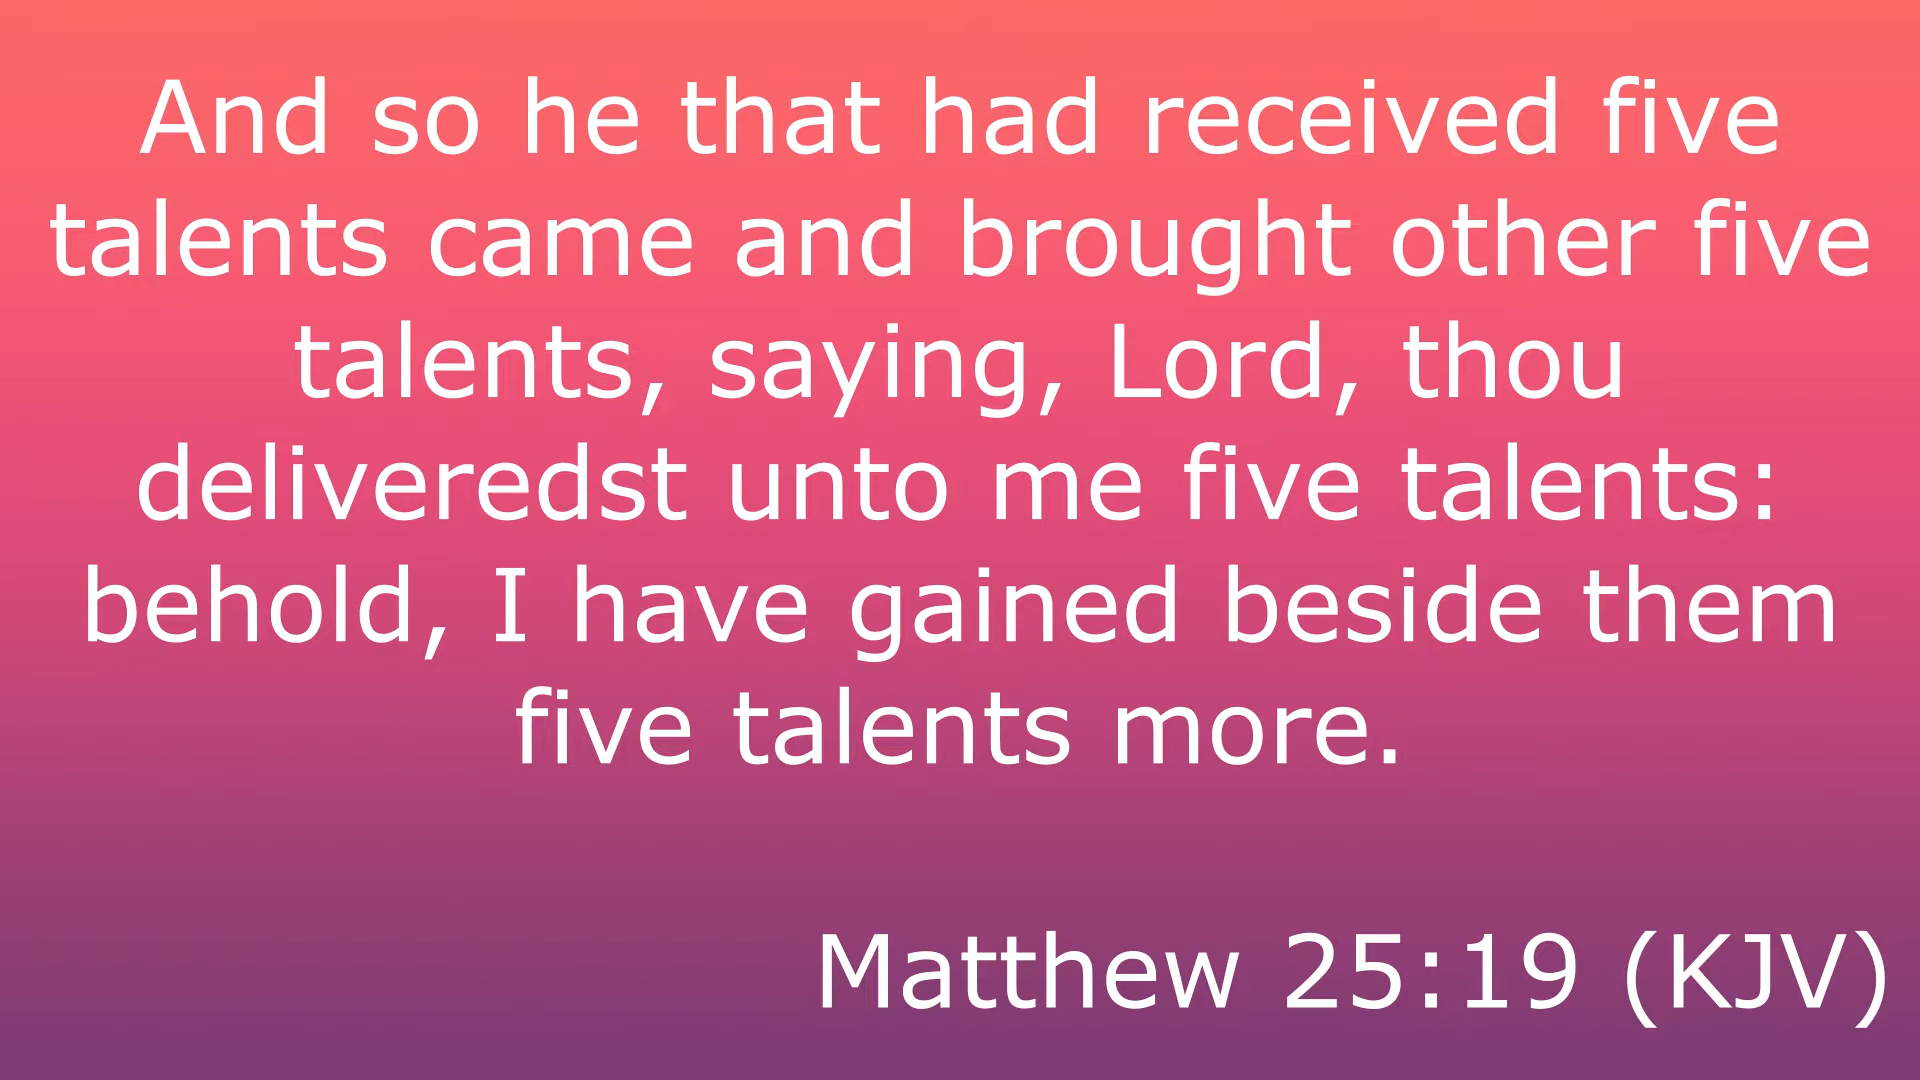 And so he that had received five
talents came and brought other five
talents, saying, Lord, thou
deliveredst unto me five talents:
behold, I have gained beside them
five talents more.
Matthew 25:19 (KJV)